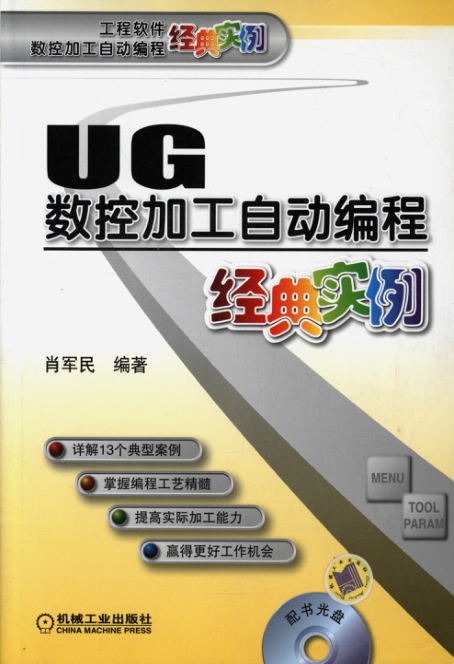 工程软件
数控加工自动编程 经典实例
UG
数控加工自动编程
经典实例
肖军民 编著
详解13个典型案例
掌握编程工艺精髓
提高实际加工能力
赢得更好工作机会
MENU
TOOL
PARAM
配书光盘
机械工业出版社
CHINA MACHINE PRESS